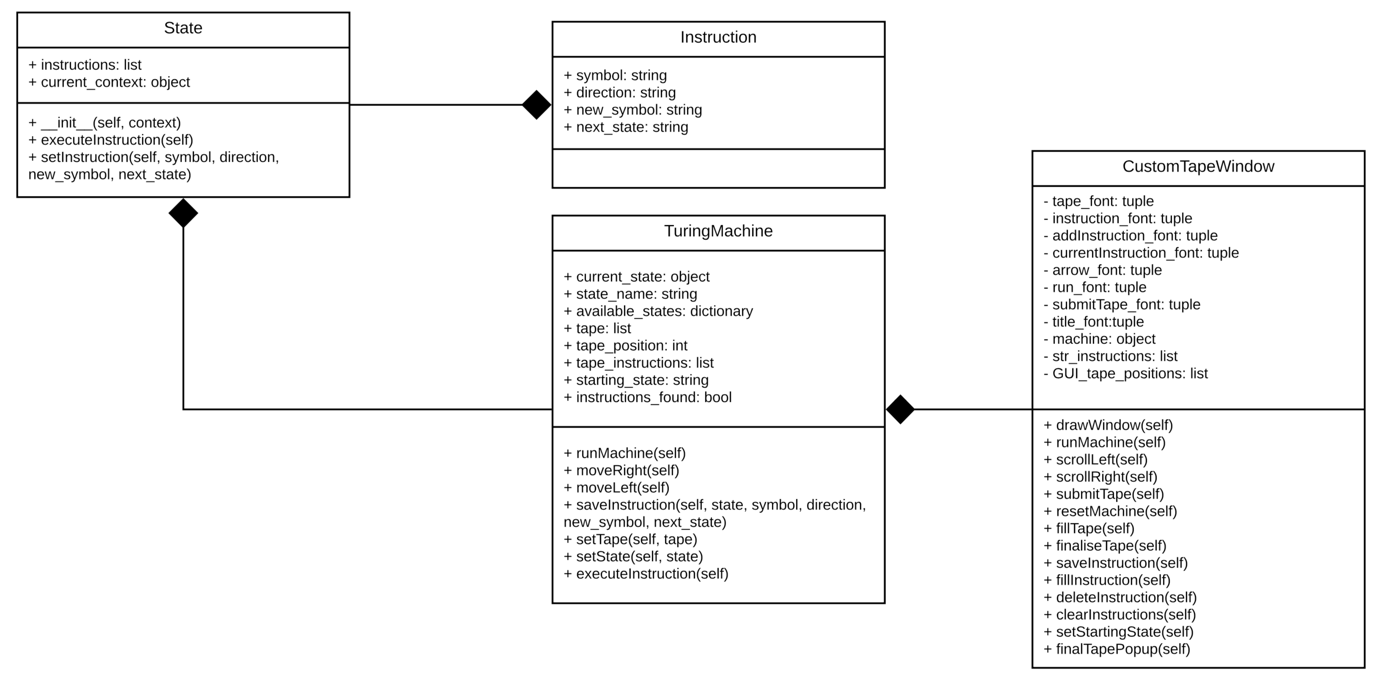 State
+ instructions: list
+ current_context: object
+ __init__(self, context)
+ executeInstruction(self)
+ setInstruction(self, symbol, direction,
new_symbol, next_state)
Instruction
+ symbol: string
+ direction: string
+ new_symbol: string
+ next_state: string
TuringMachine
+ current_state: object
+ state_name: string
+ available_states: dictionary
+ tape: list
+ tape_position: int
+ tape_instructions: list
+ starting_state: string
+ instructions_found: bool
+ runMachine(self)
+ moveRight(self)
+ moveLeft(self)
+ saveInstruction(self, state, symbol, direction,
new_symbol, next_state)
+ setTape(self, tape)
+ setState(self, state)
+ executeInstruction(self)
CustomTapeWindow
- tape_font: tuple
- instruction_font: tuple
- addInstruction_font: tuple
- currentInstruction_font: tuple
- arrow_font: tuple
- run_font: tuple
- submitTape_font: tuple
- title_font:tuple
- machine: object
- str_instructions: list
- GUI_tape_positions: list
+ drawWindow(self)
+ runMachine(self)
+ scrollLeft(self)
+ scrollRight(self)
+ submitTape(self)
+ resetMachine(self)
+ fillTape(self)
+ finaliseTape(self)
+ saveInstruction(self)
+ fillInstruction(self)
+ deleteInstruction(self)
+ clearInstructions(self)
+ setStartingState(self)
+ finalTapePopup(self)